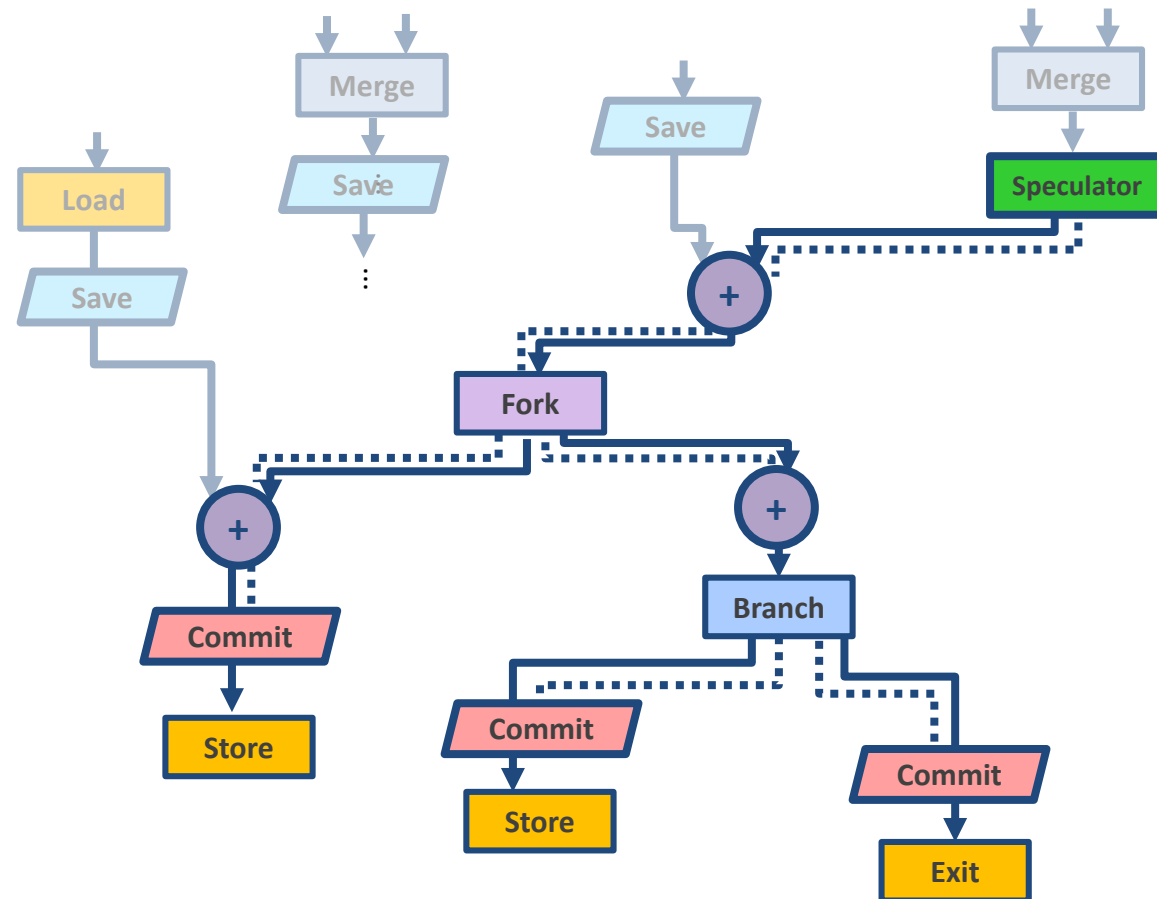 Merge
Merge
Save
Save
Load
Speculator
Save
⋮
+
Fork
+
+
Commit
Branch
Store
Commit
Commit
Store
Exit